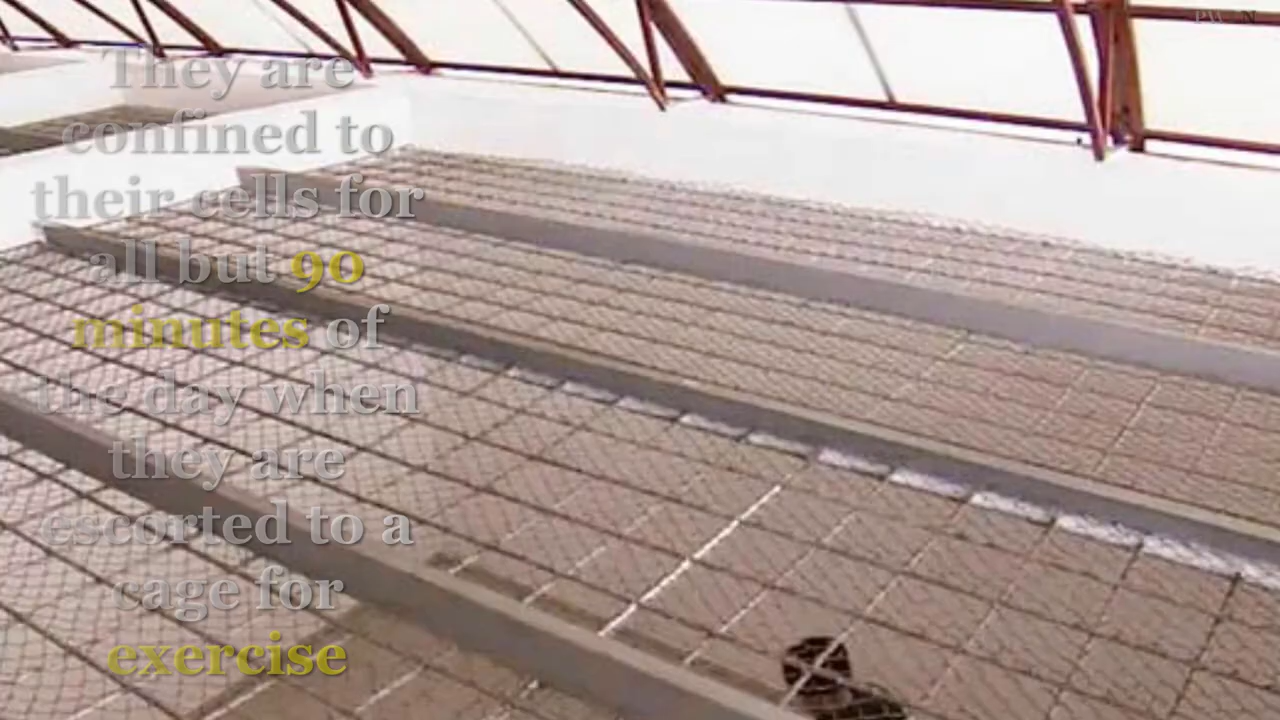 They are
confined to
their cells for
all but 90
minutes of
the day when
they are
escorted to a
cage for
exercise